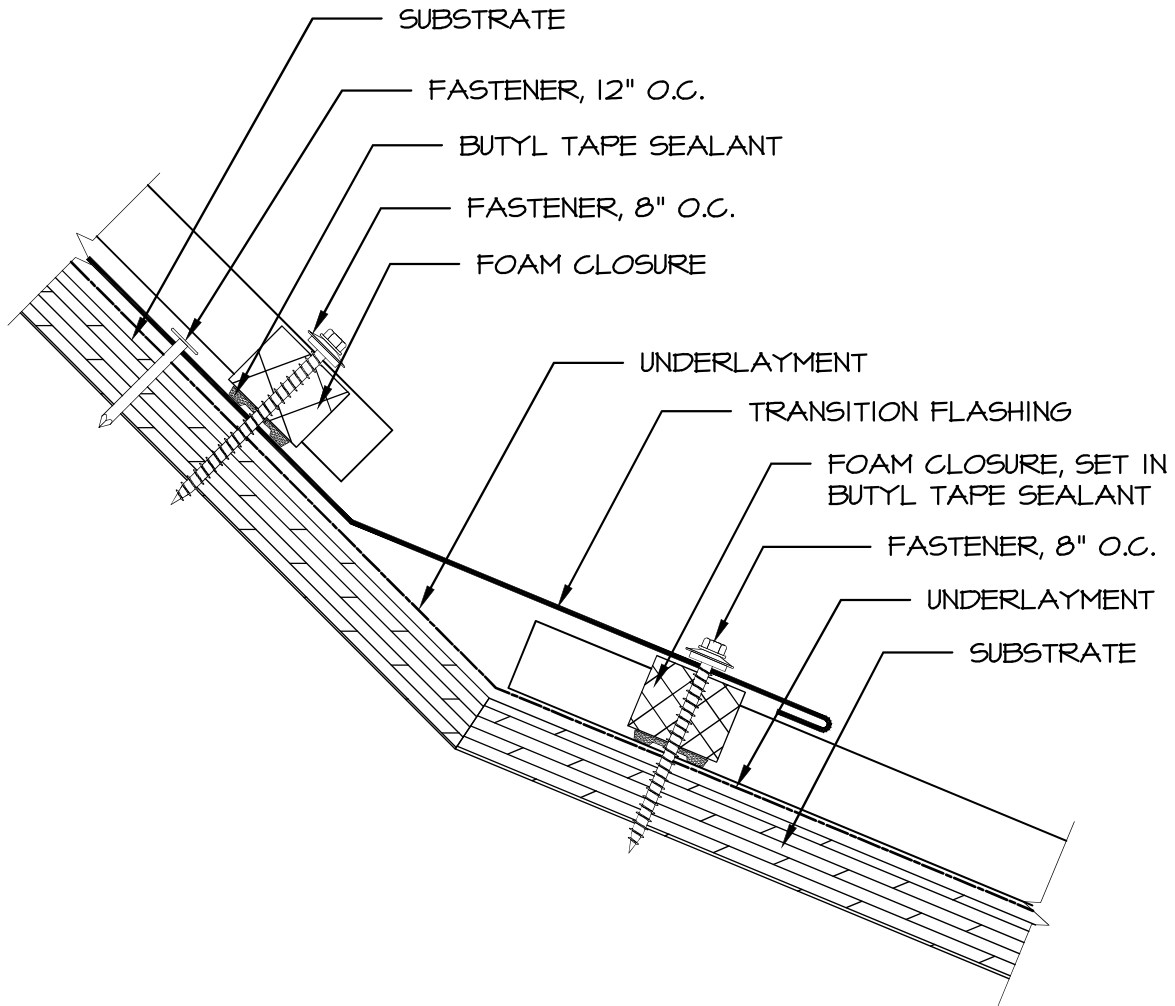 SUBSTRATE
FASTENER, 12" O.C.
BUTYL TAPE SEALANT
FASTENER, 8" O.C.
FOAM CLOSURE
UNDERLAYMENT
TRANSITION FLASHING
FOAM CLOSURE, SET IN
BUTYL TAPE SEALANT
FASTENER, 8" O.C.
UNDERLAYMENT
SUBSTRATE